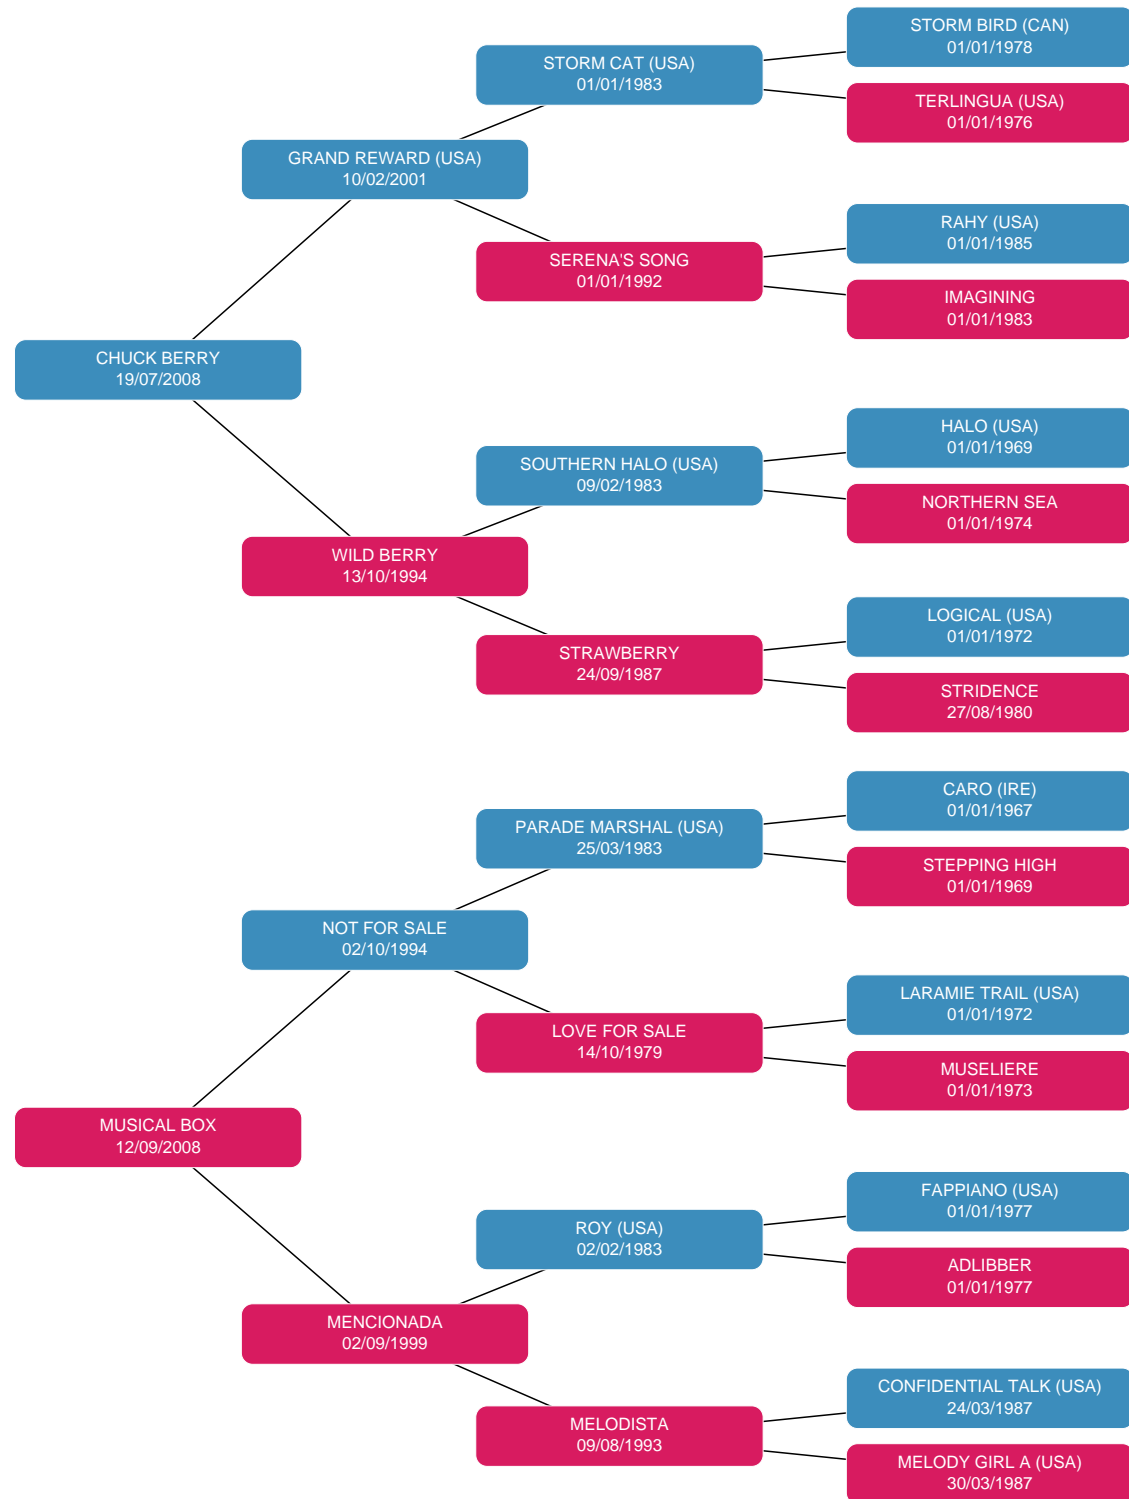 STORM BIRD (CAN)
01/01/1978
STORM CAT (USA)
01/01/1983
TERLINGUA (USA)
01/01/1976
GRAND REWARD (USA)
10/02/2001
RAHY (USA)
01/01/1985
SERENA'S SONG
01/01/1992
IMAGINING
01/01/1983
CHUCK BERRY
19/07/2008
HALO (USA)
01/01/1969
SOUTHERN HALO (USA)
09/02/1983
NORTHERN SEA
01/01/1974
WILD BERRY
13/10/1994
LOGICAL (USA)
01/01/1972
STRAWBERRY
24/09/1987
STRIDENCE
27/08/1980
CARO (IRE)
01/01/1967
PARADE MARSHAL (USA)
25/03/1983
STEPPING HIGH
01/01/1969
NOT FOR SALE
02/10/1994
LARAMIE TRAIL (USA)
01/01/1972
LOVE FOR SALE
14/10/1979
MUSELIERE
01/01/1973
MUSICAL BOX
12/09/2008
FAPPIANO (USA)
01/01/1977
ROY (USA)
02/02/1983
ADLIBBER
01/01/1977
MENCIONADA
02/09/1999
CONFIDENTIAL TALK (USA)
24/03/1987
MELODISTA
09/08/1993
MELODY GIRL A (USA)
30/03/1987